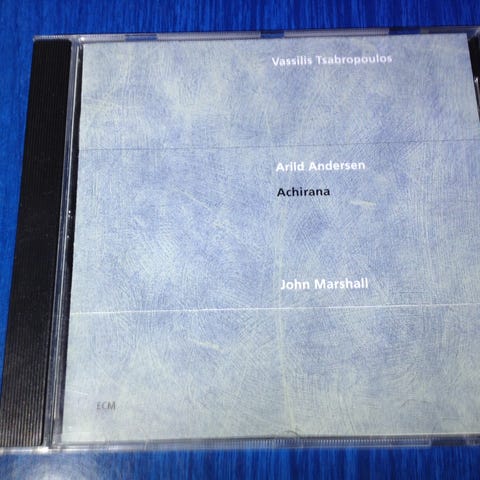 Vassilis Tsabropoulos
Arild Andersen
Achirana
John Marshall
ECM